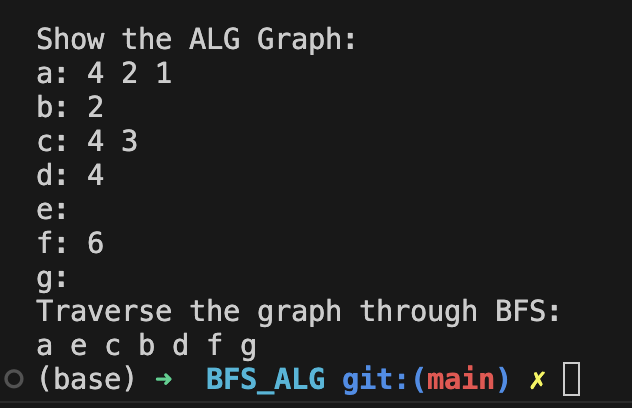 Show the ALG Graph:
a: 4 2 1
b: 2
c: 4 3
d: 4
e:
f: 6
g:
Traverse the graph through BFS:
a e c b d f g
(base) ➜  BFS_ALG git:(main) ✗